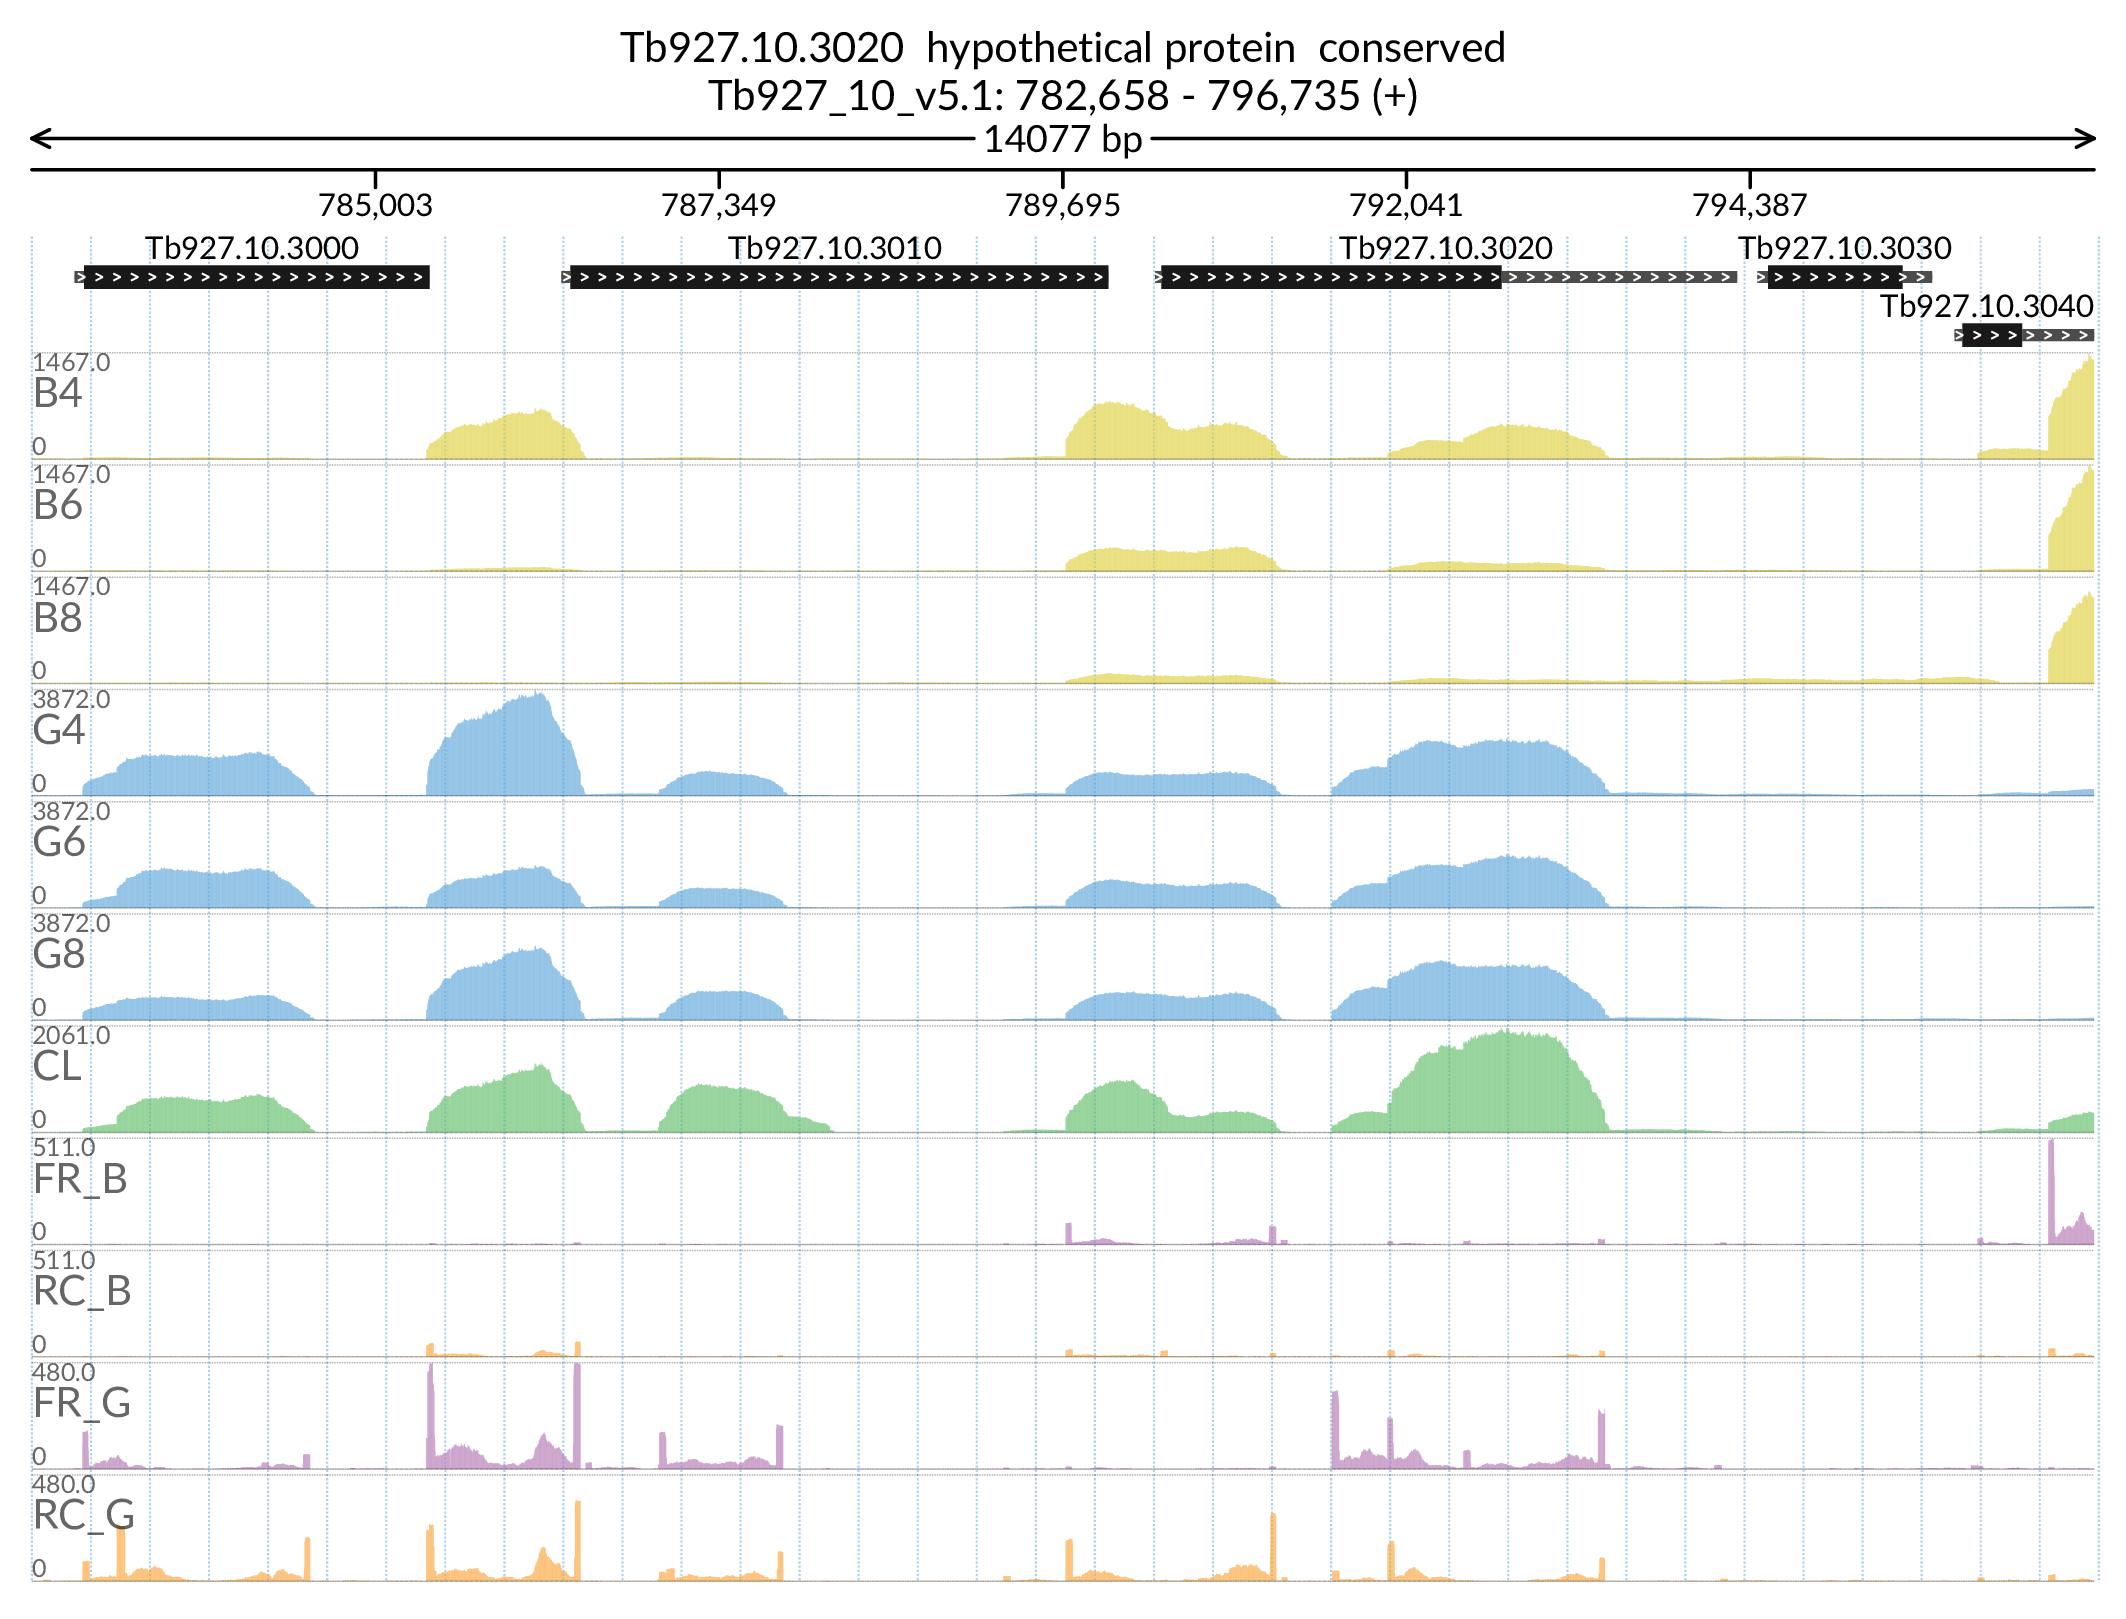 Tb927.10.3020 hypothetical protein conserved
Tb927_10_v5.1: 782,658 - 796,735 (+)
14077 bp
785,003 787,349 789,695 792,041 794,387
Tb927.10.3000 Tb927.10.3010 Tb927.10.3020 Tb927.10.3030
Tb927.10.3040
1467.0
B4
0
1467.0
B6
0
1467.0
B8
0
3872.0
G4
0
3872.0
G6
0
3872.0
G8
0
2061.0
CL
0
511.0
FR_B
0
511.0
RC_B
0
480.0
FR_G
0
480.0
RC_G
0